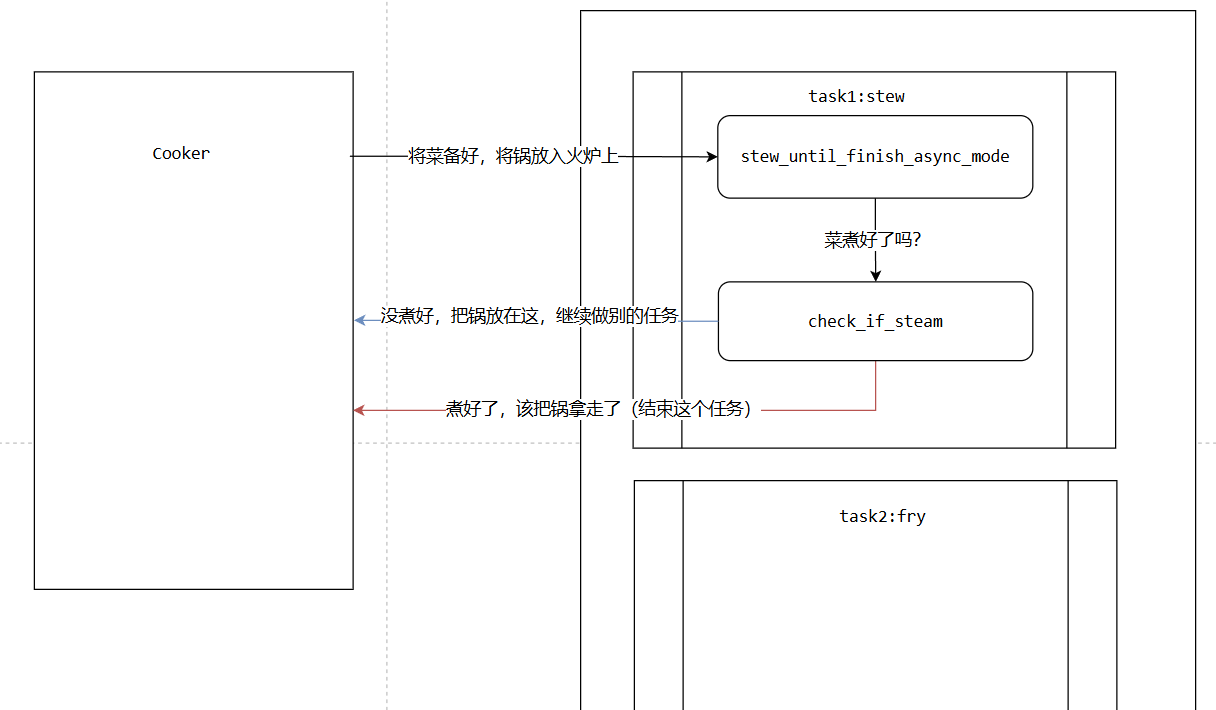 task1:stew
Cooker
将菜备好，将锅放入火炉上
stew_until_finish_async_mode
菜煮好了吗？
没煮好，把锅放在这，继续做别的任务
check_if_steam
煮好了，该把锅拿走了（结束这个任务）
task2:fry